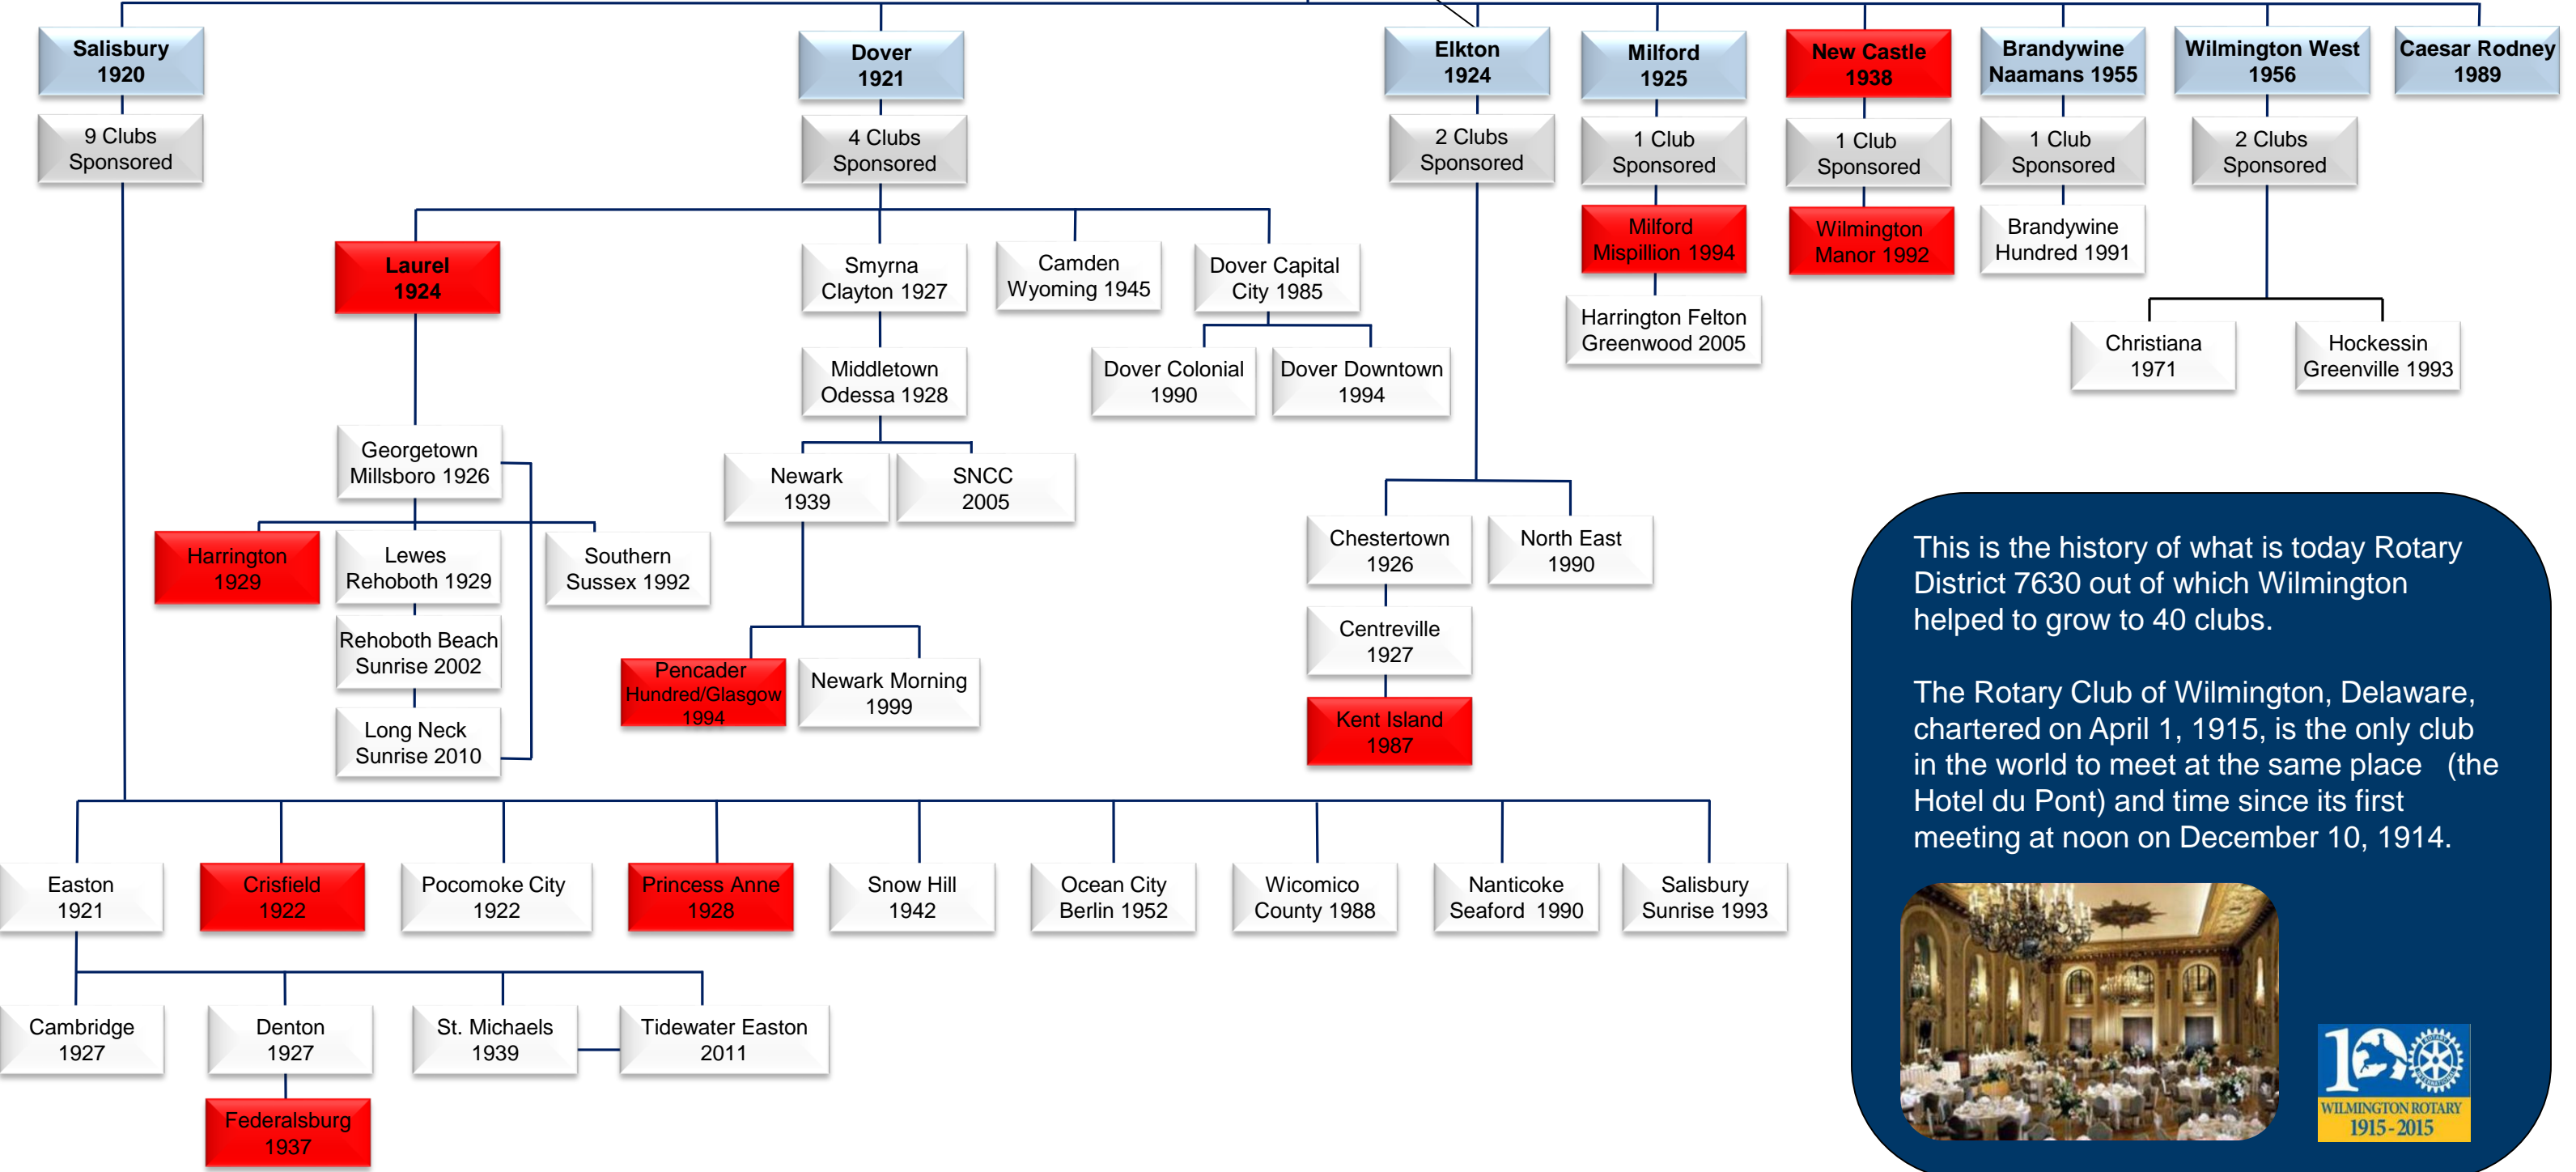 Salisbury
1920
Dover
1921
Elkton
1924
Milford
1925
New Castle
1938
Brandywine
Naamans 1955
Wilmington West
1956
Caesar Rodney
1989
9 Clubs
Sponsored
4 Clubs
Sponsored
2 Clubs
Sponsored
1 Club
Sponsored
1 Club
Sponsored
1 Club
Sponsored
2 Clubs
Sponsored
Laurel
1924
Smyrna
Clayton 1927
Camden
Wyoming 1945
Dover Capital
City 1985
Milford
Mispillion 1994
Wilmington
Manor 1992
Brandywine
Hundred 1991
Harrington Felton
Greenwood 2005
Christiana
1971
Hockessin
Greenville 1993
Middletown
Odessa 1928
Dover Colonial
1990
Dover Downtown
1994
Georgetown
Millsboro 1926
Newark
1939
SNCC
2005
Harrington
1929
Lewes
Rehoboth 1929
Southern
Sussex 1992
Chestertown
1926
North East
1990
Rehoboth Beach
Sunrise 2002
Pencader
Hundred/Glasgow
1994
Newark Morning
1999
Centreville
1927
Long Neck
Sunrise 2010
Kent Island
1987
Easton
1921
Crisfield
1922
Pocomoke City
1922
Princess Anne
1928
Snow Hill
1942
Ocean City
Berlin 1952
Wicomico
County 1988
Nanticoke
Seaford 1990
Salisbury
Sunrise 1993
Cambridge
1927
Denton
1927
St. Michaels
1939
Tidewater Easton
2011
Federalsburg
1937
This is the history of what is today Rotary
District 7630 out of which Wilmington
helped to grow to 40 clubs.
The Rotary Club of Wilmington, Delaware,
chartered on April 1, 1915, is the only club
in the world to meet at the same place (the
Hotel du Pont) and time since its first
meeting at noon on December 10, 1914.
100
ROTARY
INTERNATIONAL
WILMINGTON ROTARY
1915 - 2015